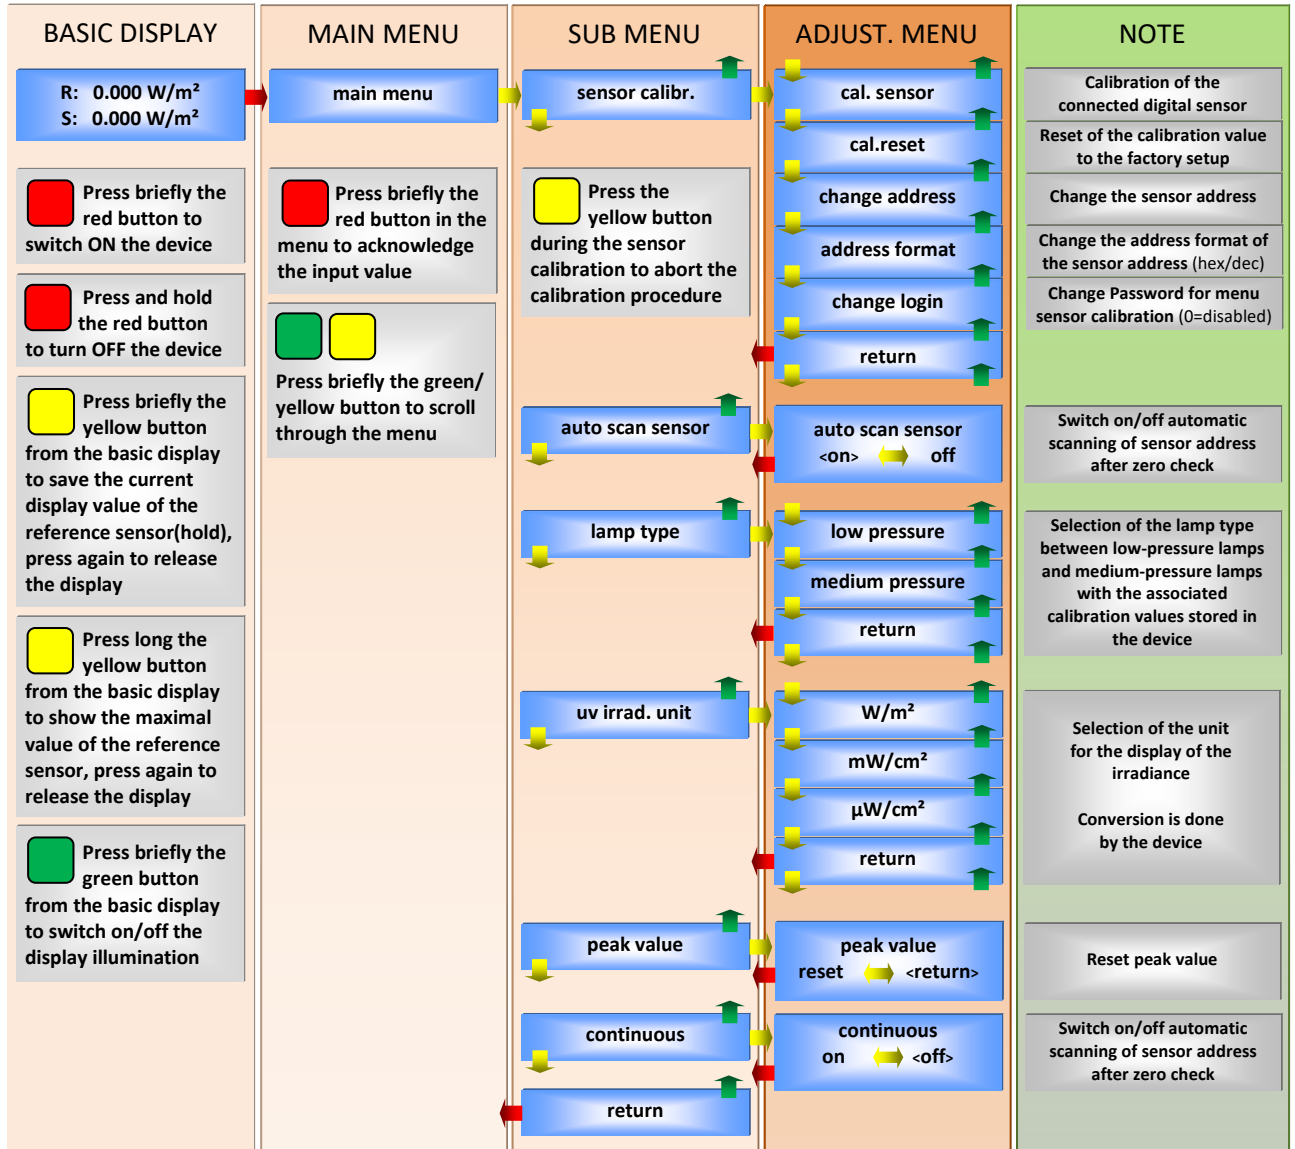 BASIC DISPLAY
R: 0.000 W/m²
S: 0.000 W/m²
Press briefly the
red button to
switch ON the device
Press and hold
the red button
to turn OFF the device
Press briefly the
yellow button
from the basic display
to save the current
display value of the
reference sensor(hold),
press again to release
the display
Press long the
yellow button
from the basic display
to show the maximal
value of the reference
sensor, press again to
release the display
Press briefly the
green button
from the basic display
to switch on/off the
display illumination
MAIN MENU
main menu
Press briefly the
red button in the
menu to acknowledge
the input value
Press briefly the green/
yellow button to scroll
through the menu
SUB MENU
sensor calibr.
Press the
yellow button
during the sensor
calibration to abort the
calibration procedure
auto scan sensor
lamp type
uv irrad. unit
peak value
continuous
return
ADJUST. MENU
cal. sensor
cal.reset
change address
address format
change login
return
auto scan sensor
<on> off
low pressure
medium pressure
return
W/m²
mW/cm²
µW/cm²
return
peak value
reset <return>
continuous
on <off>
NOTE
Calibration of the
connected digital sensor
Reset of the calibration value
to the factory setup
Change the sensor address
Change the address format of
the sensor address (hex/dec)
Change Password for menu
sensor calibration (0=disabled)
Switch on/off automatic
scanning of sensor address
after zero check
Selection of the lamp type
between low-pressure lamps
and medium-pressure lamps
with the associated
calibration values stored in
the device
Selection of the unit
for the display of the
irradiance
Conversion is done
by the device
Reset peak value
Switch on/off automatic
scanning of sensor address
after zero check